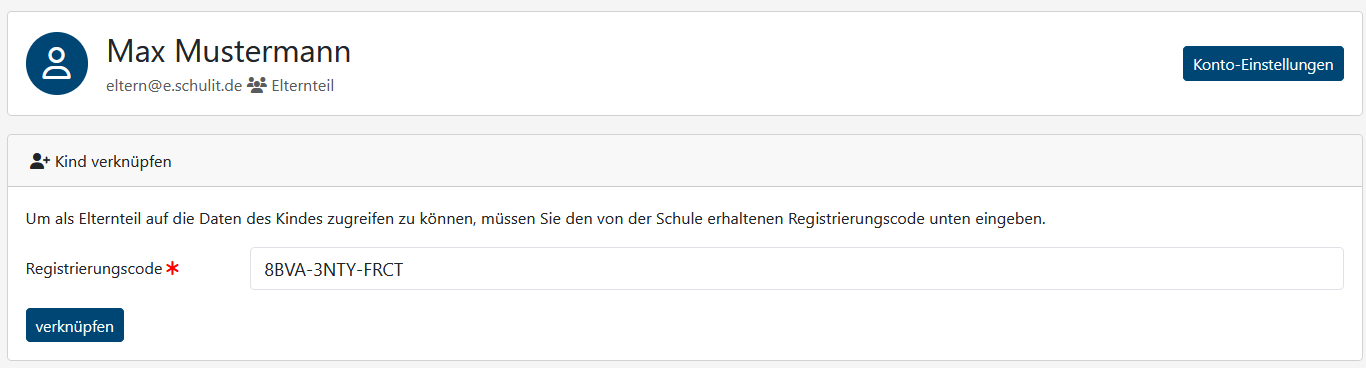 Max Mustermann
eltern@e.schulit.de Elternteil
Konto-Einstellungen
Kind verknüpfen
Um als Elternteil auf die Daten des Kindes zugreifen zu können, müssen Sie den von der Schule erhaltenen Registrierungscode unten eingeben.
Registrierungscode
8BVA-3NTY-FRCT
verknüpfen